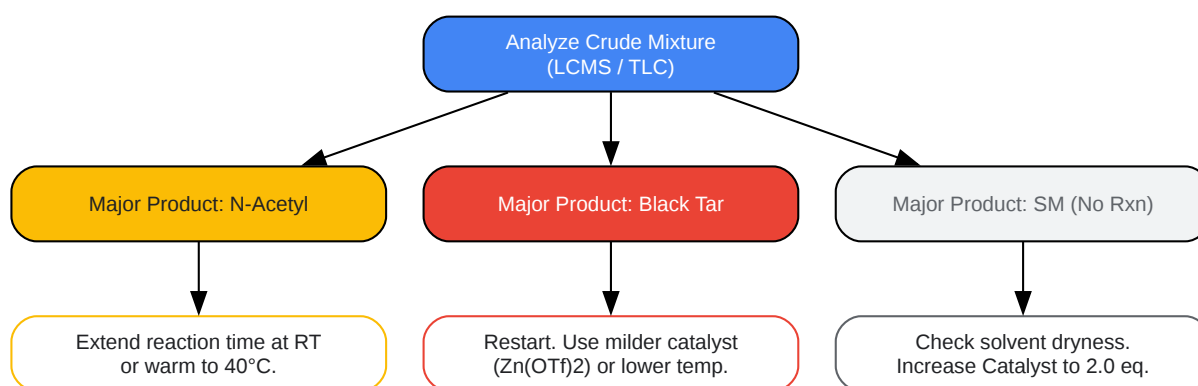 Analyze Crude Mixture
(LCMS / TLC)
Major Product: N-Acetyl
Major Product: Black Tar
Major Product: SM (No Rxn)
Extend reaction time at RT
or warm to 40°C.
Restart. Use milder catalyst
(Zn(OTf)2) or lower temp.
Check solvent dryness.
Increase Catalyst to 2.0 eq.